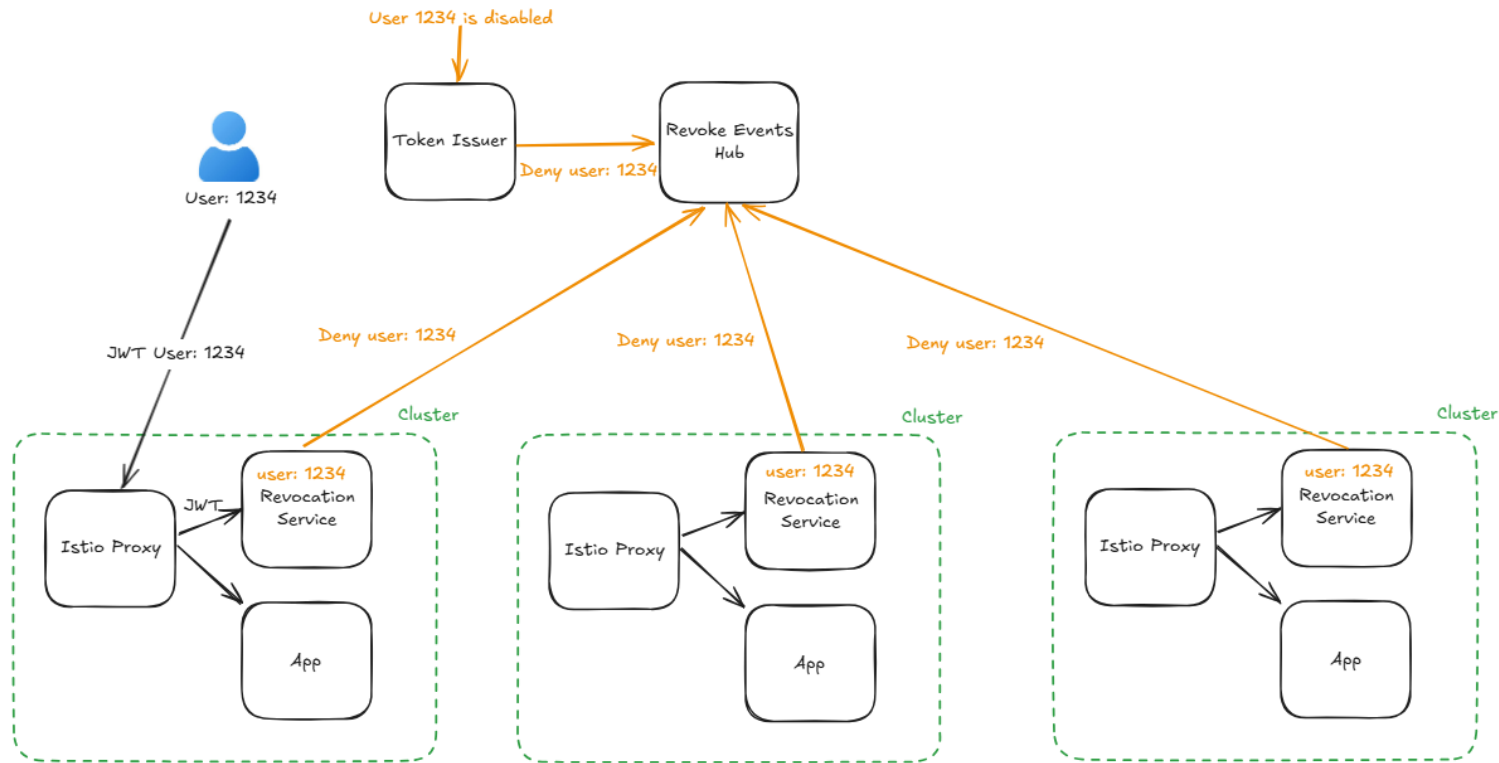 User 1234 is disabled
Token Issuer
Revoke Events
Hub
Deny user: 1234
User: 1234
JWT User: 1234
Deny user: 1234
Deny user: 1234
Deny user: 1234
Cluster
user: 1234
Revocation
Service
JWT
Istio Proxy
App
Cluster
user: 1234
Revocation
Service
Istio Proxy
App
Cluster
user: 1234
Revocation
Service
Istio Proxy
App